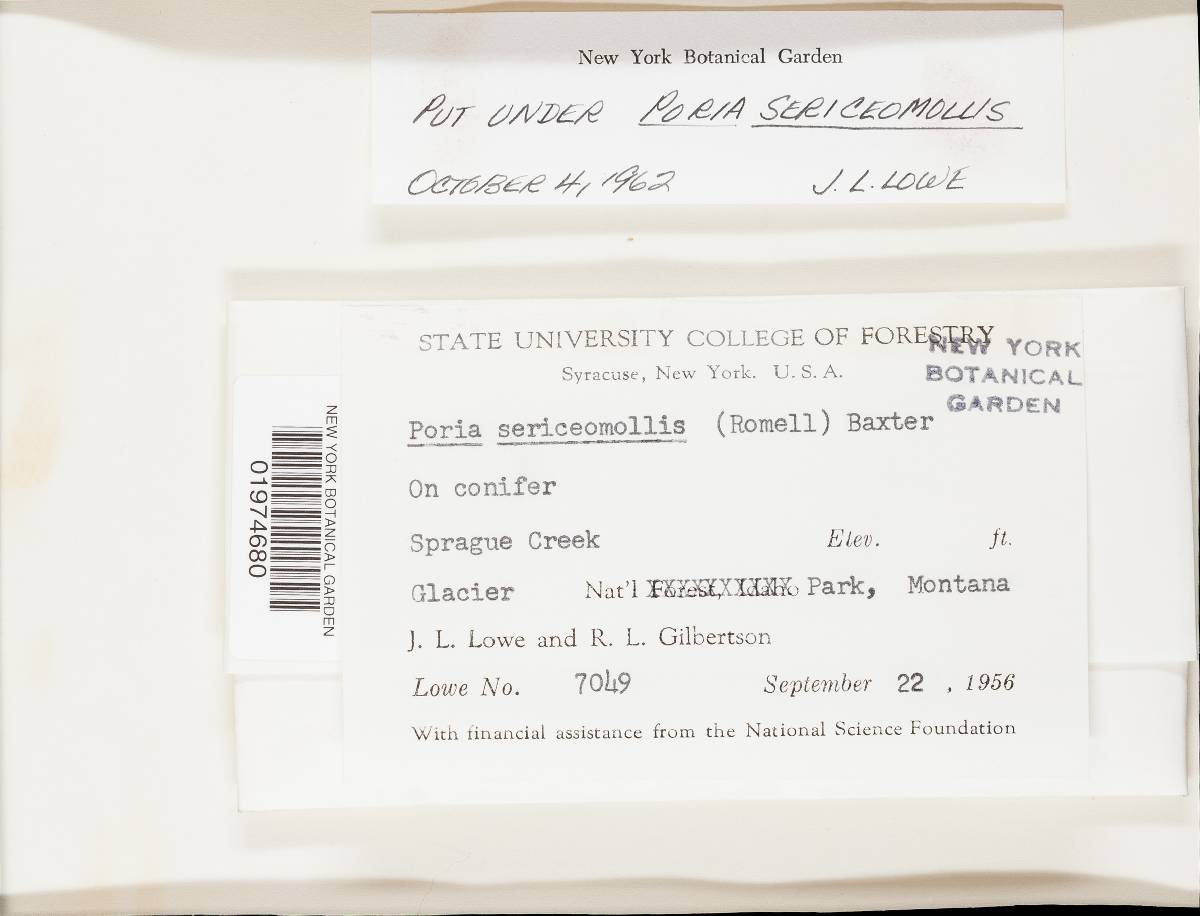 New York Botanical Garden
PUT UNDER PORIA SERICEOMOLLIS
OCTOBER 4, 1962 J. L. LOWE
STATE UNIVERSITY COLLEGE OF FORESTRY
Syracuse, New York. U. S. A.
NEW YORK
BOTANICAL
GARDEN
Poria sericeomollis (Romell) Baxter
On conifer
Sprague Creek Elev. ft.
Glacier Nat'l Forest, Idaho Park, Montana
J. L. Lowe and R. L. Gilbertson
Lowe No. 7049 September 22 , 1956
With financial assistance from the National Science Foundation
NEW YORK BOTANICAL GARDEN
01974680